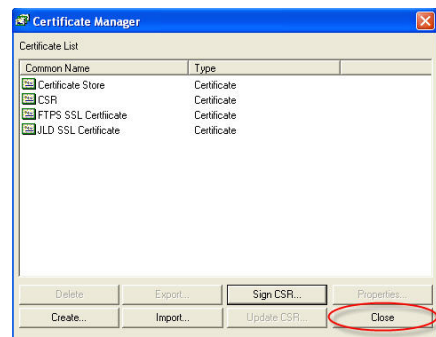 Certificate Manager
Certificate List
Common Name Type
Certificate Store Certificate
CSR Certificate
FTPS SSL Certfiicate Certificate
JLD SSL Certificate Certificate
Delete Export... Sign CSR... Properties...
Create... Import... Update CSR... Close